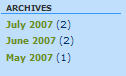 ARCHIVES
July 2007 (2)
June 2007 (2)
May 2007 (1)